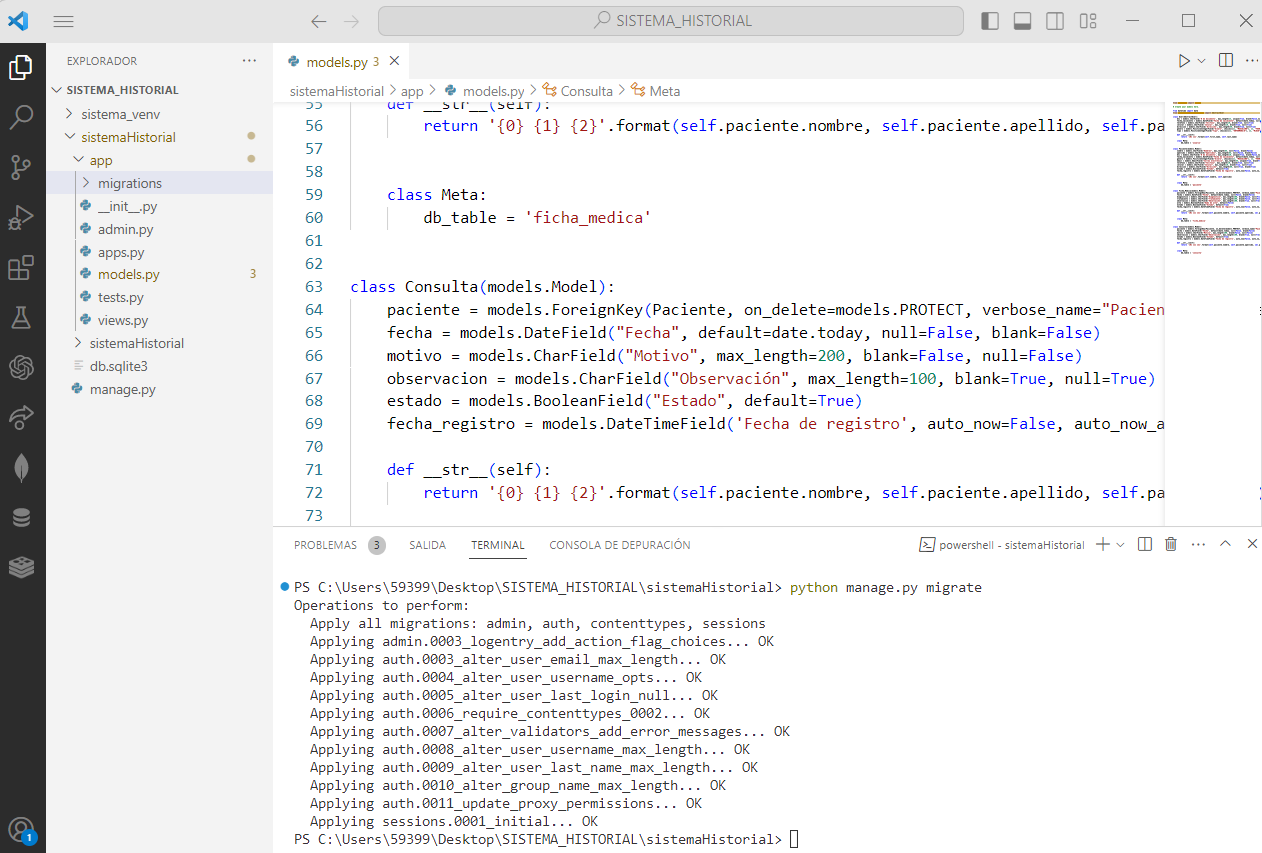 SISTEMA_HISTORIAL
EXPLORADOR
SISTEMA_HISTORIAL
sistema_venv
sistemaHistorial
app
migrations
__init__.py
admin.py
apps.py
models.py 3
tests.py
views.py
sistemaHistorial
db.sqlite3
manage.py
1
models.py 3
sistemaHistorial > app > models.py > Consulta > Meta
55 def __str__(self):
56 return '{0} {1} {2}'.format(self.paciente.nombre, self.paciente.apellido, self.pa
57
58
59 class Meta:
60 db_table = 'ficha_medica'
61
62
63 class Consulta(models.Model):
64 paciente = models.ForeignKey(Paciente, on_delete=models.PROTECT, verbose_name="Pacien
65 fecha = models.DateField("Fecha", default=date.today, null=False, blank=False)
66 motivo = models.CharField("Motivo", max_length=200, blank=False, null=False)
67 observacion = models.CharField("Observación", max_length=100, blank=True, null=True)
68 estado = models.BooleanField("Estado", default=True)
69 fecha_registro = models.DateTimeField('Fecha de registro', auto_now=False, auto_now_a
70
71 def __str__(self):
72 return '{0} {1} {2}'.format(self.paciente.nombre, self.paciente.apellido, self.pa
73
PROBLEMAS 3 SALIDA TERMINAL CONSOLA DE DEPURACIÓN powershell - sistemaHistorial
PS C:\Users\59399\Desktop\SISTEMA_HISTORIAL\sistemaHistorial> python manage.py migrate
Operations to perform:
Apply all migrations: admin, auth, contenttypes, sessions
Applying admin.0003_logentry_add_action_flag_choices... OK
Applying auth.0003_alter_user_email_max_length... OK
Applying auth.0004_alter_user_username_opts... OK
Applying auth.0005_alter_user_last_login_null... OK
Applying auth.0006_require_contenttypes_0002... OK
Applying auth.0007_alter_validators_add_error_messages... OK
Applying auth.0008_alter_user_username_max_length... OK
Applying auth.0009_alter_user_last_name_max_length... OK
Applying auth.0010_alter_group_name_max_length... OK
Applying auth.0011_update_proxy_permissions... OK
Applying sessions.0001_initial... OK
PS C:\Users\59399\Desktop\SISTEMA_HISTORIAL\sistemaHistorial>